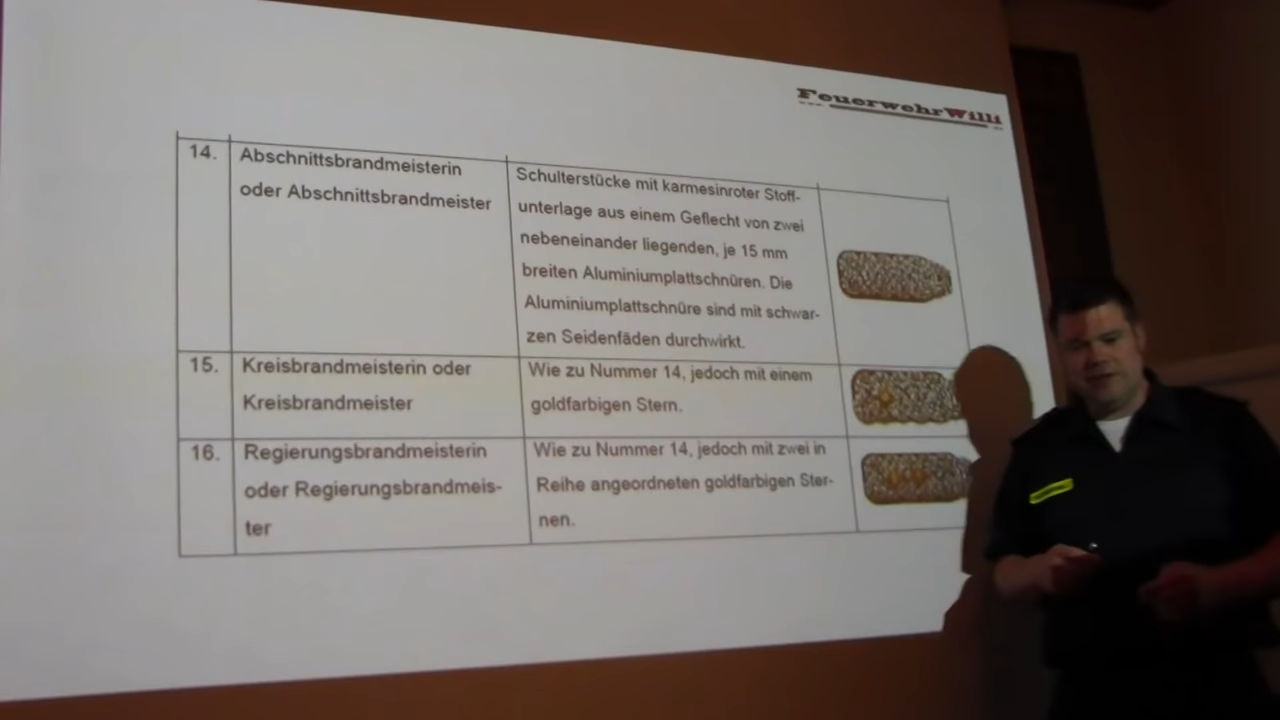 FeuerwehrWilli
14.
Abschnittsbrandmeisterin
oder Abschnittsbrandmeister
Schulterstücke mit karmesinroter Stoff-
unterlage aus einem Geflecht von zwei
nebeneinander liegenden, je 15 mm
breiten Aluminiumplattschnüren. Die
Aluminiumplattschnüre sind mit schwar-
zen Seidenfäden durchwirkt.
15.
Kreisbrandmeisterin oder
Kreisbrandmeister
Wie zu Nummer 14, jedoch mit einem
goldfarbigen Stern.
16.
Regierungsbrandmeisterin
oder Regierungsbrandmeis-
ter
Wie zu Nummer 14, jedoch mit zwei in
Reihe angeordneten goldfarbigen Ster-
nen.